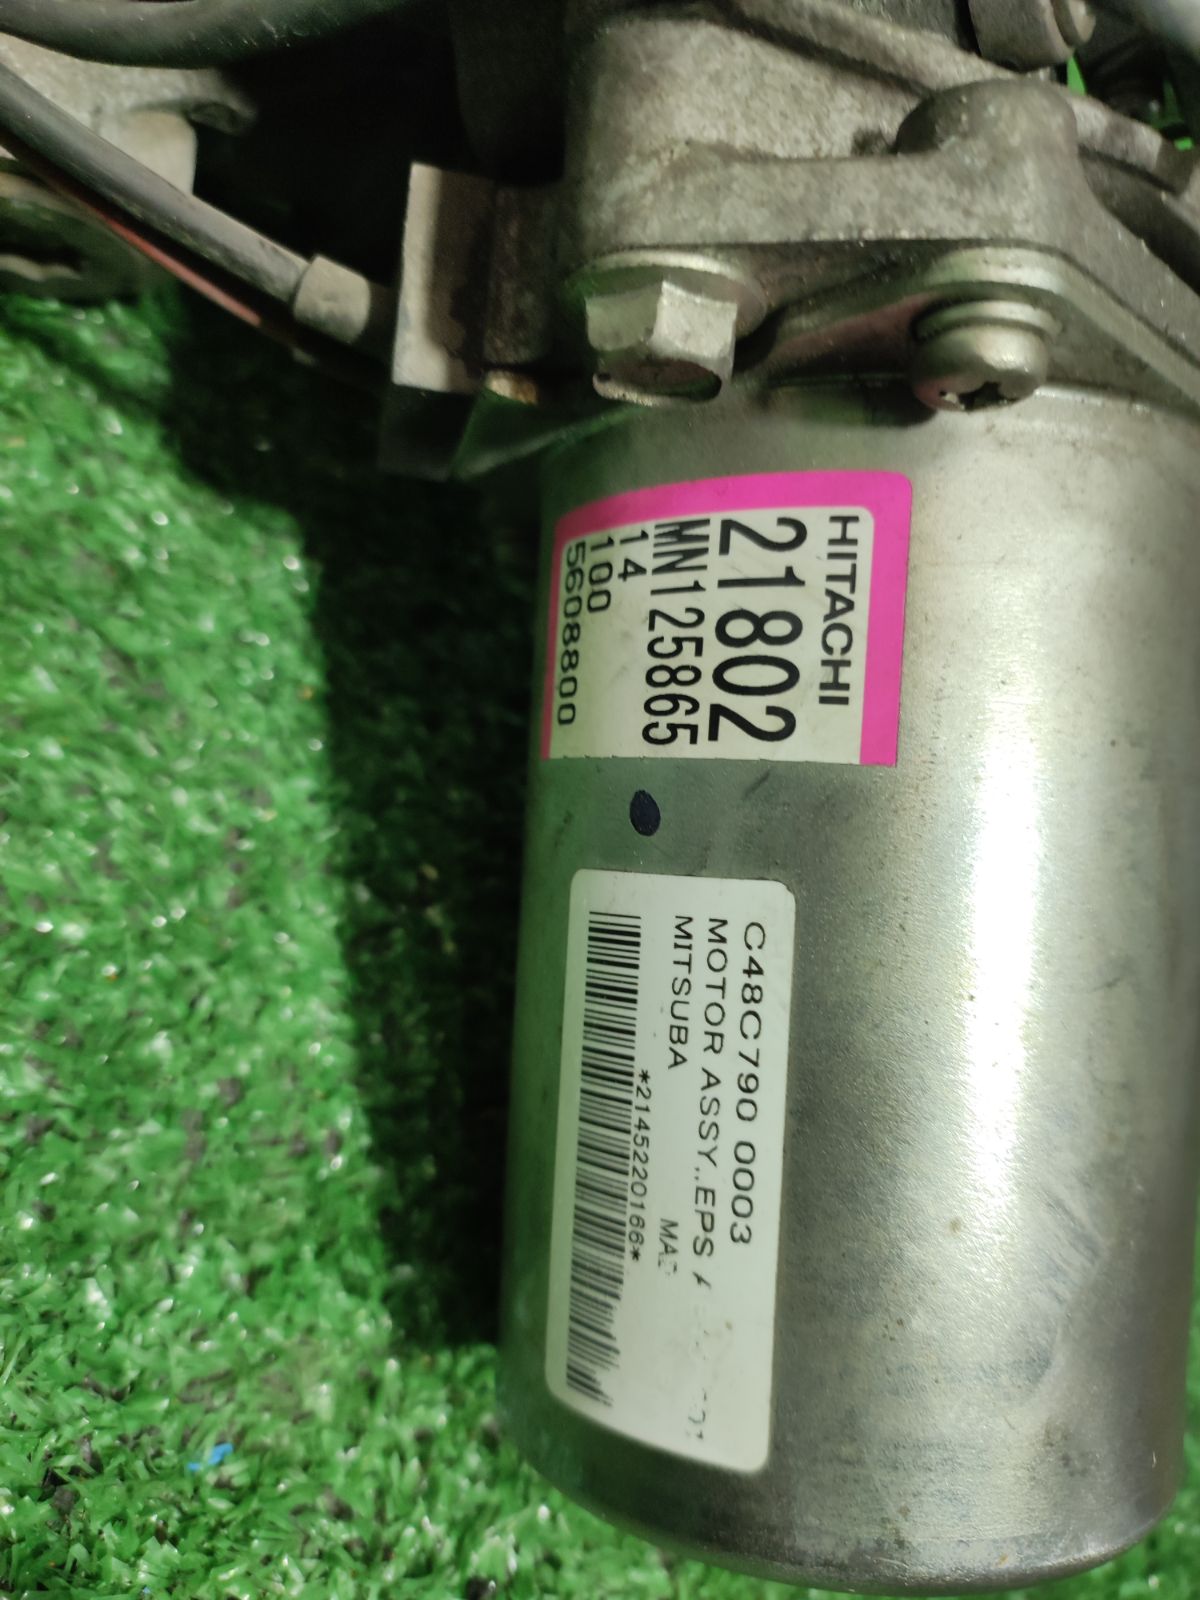 HITACHI
21802
MN125865
14
100
5608800
C48C790 0003
MOTOR ASSY,,EPS
MITSUBA
*2145220166*